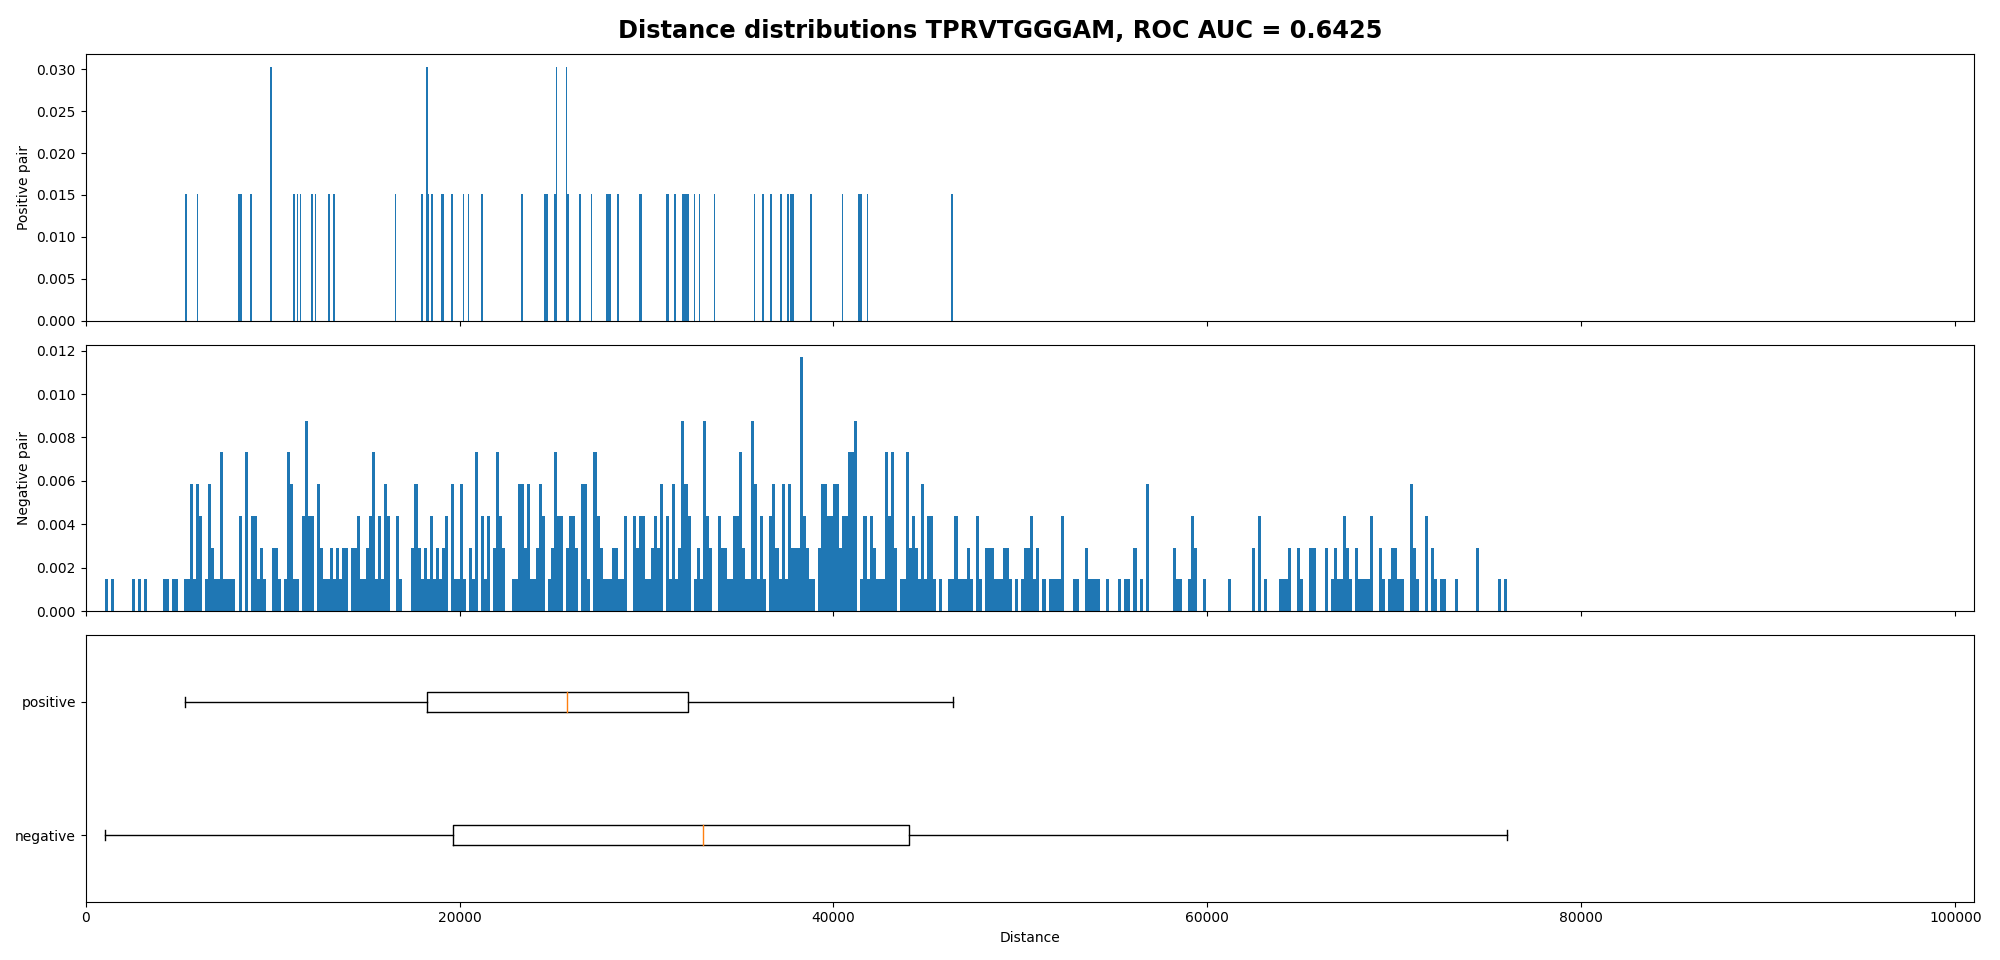 Distance distributions TPRVTGGGAM, ROC AUC = 0.6425
0.030
0.025
0.020
0.015
0.010
0.005
0.000
Positive pair
0.012
0.010
0.008
0.006
0.004
0.002
0.000
Negative pair
positive
negative
0 20000 40000 60000 80000 100000
Distance